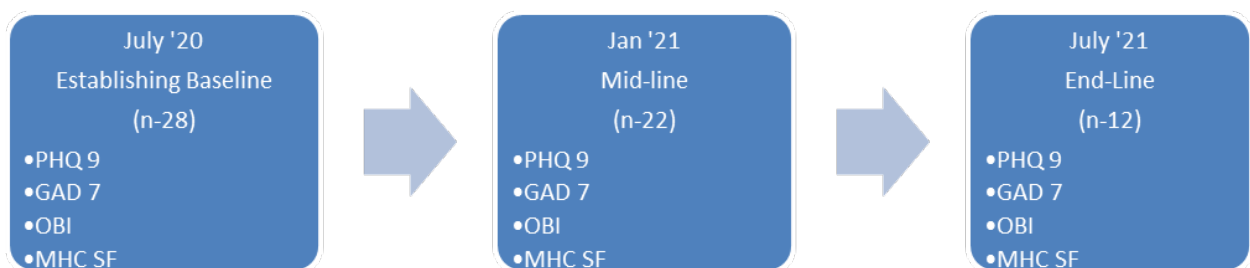 July '20
Establishing Baseline
(n-28)
•PHQ 9
•GAD 7
•OBI
•MHC SF
Jan '21
Mid-line
(n-22)
•PHQ 9
•GAD 7
•OBI
•MHC SF
July '21
End-Line
(n-12)
•PHQ 9
•GAD 7
•OBI
•MHC SF